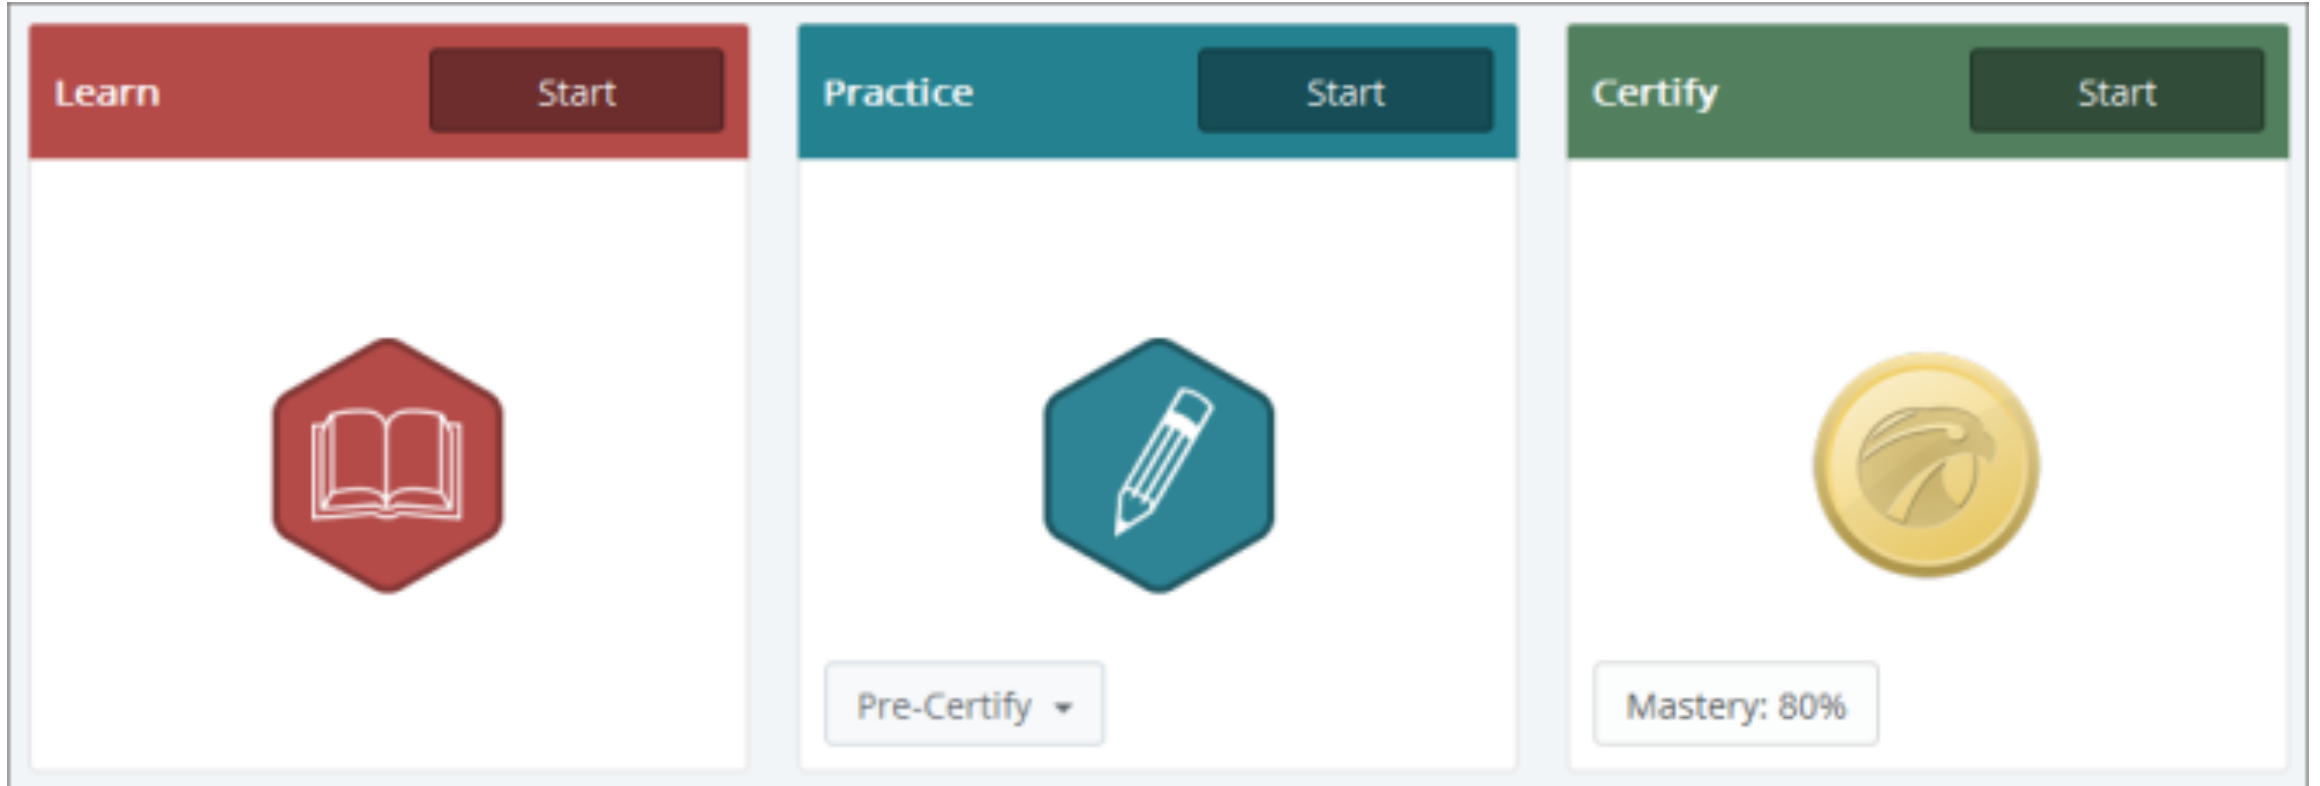 Learn Start
Practice Start
Certify Start
Pre-Certify
Mastery: 80%